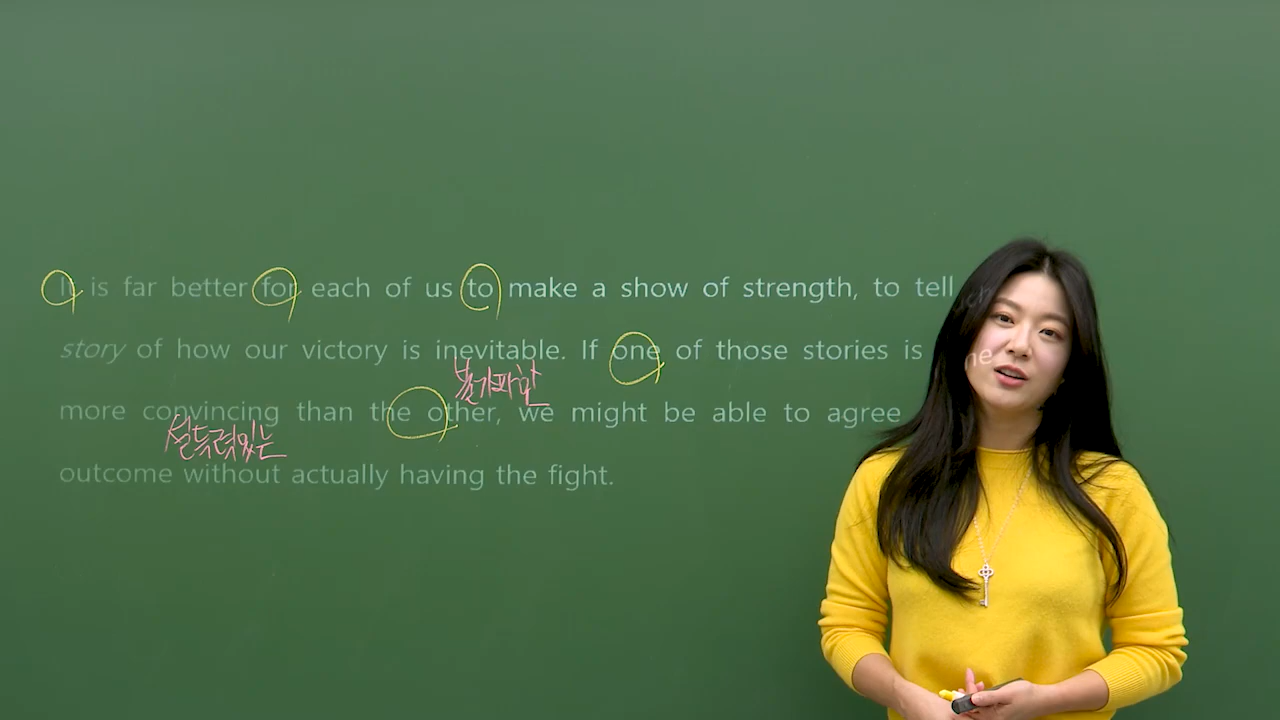 It is far better for each of us to make a show of strength, to tell
story of how our victory is inevitable. If one of those stories is
불가피한
more convincing than the other, we might be able to agree
설득력있는
outcome without actually having the fight.